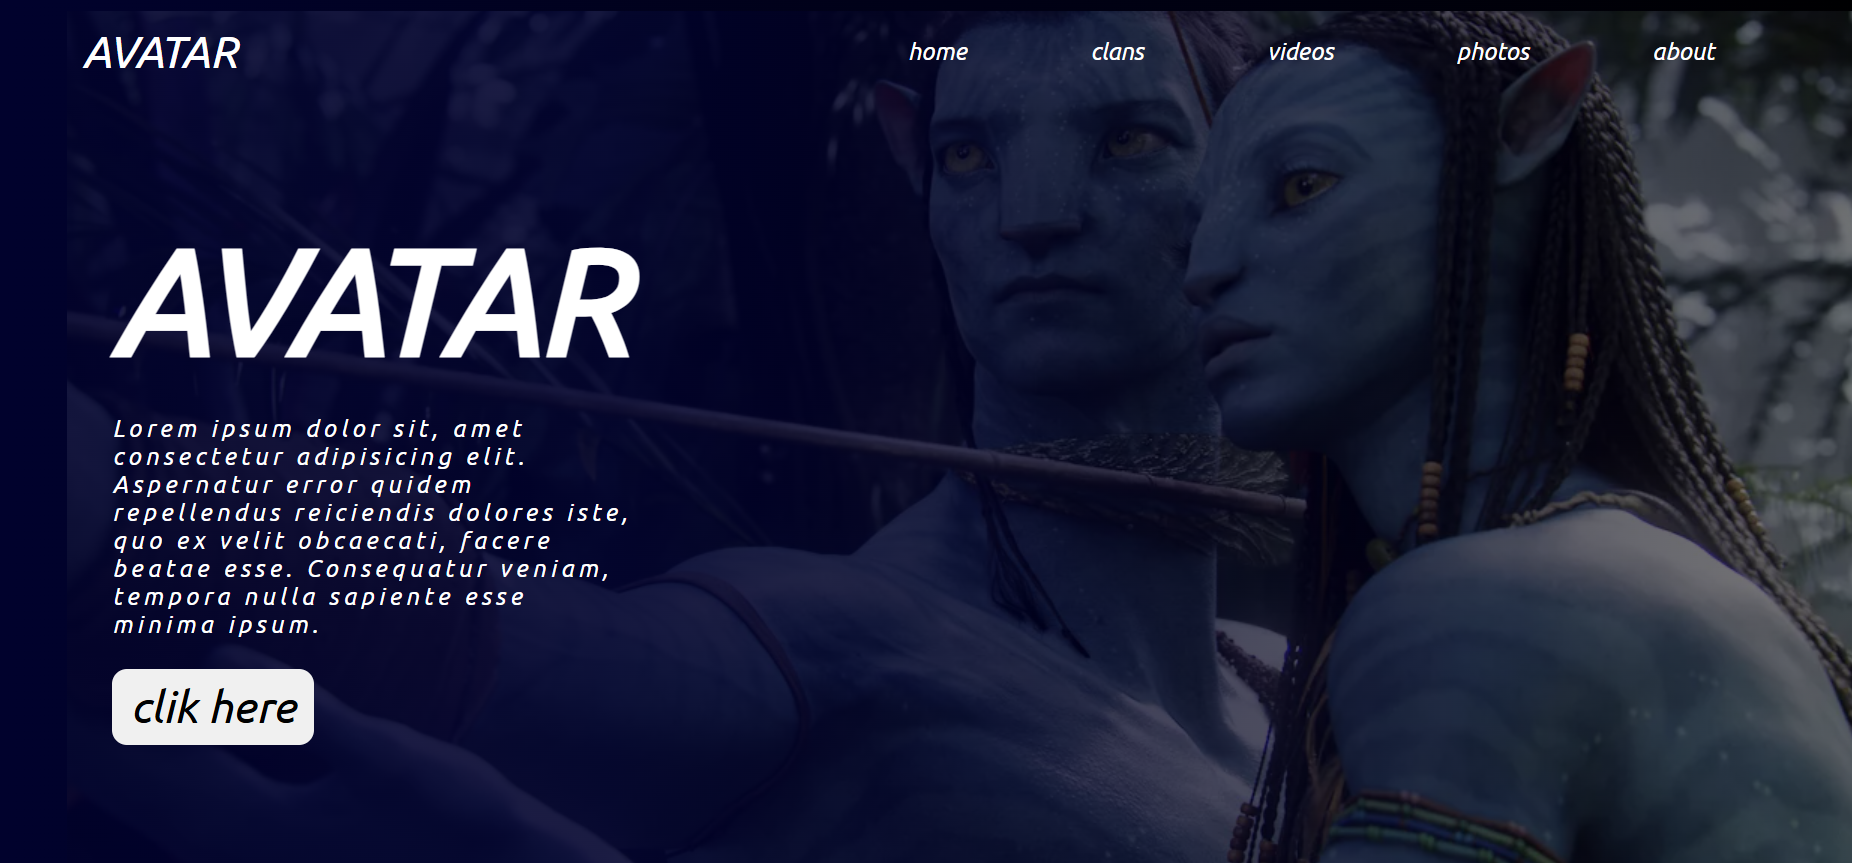 AVATAR
home clans videos photos about
AVATAR
Lorem ipsum dolor sit, amet
consectetur adipisicing elit.
Aspernatur error quidem
repellendus reiciendis dolores iste,
quo ex velit obcaecati, facere
beatae esse. Consequatur veniam,
tempora nulla sapiente esse
minima ipsum.
clik here